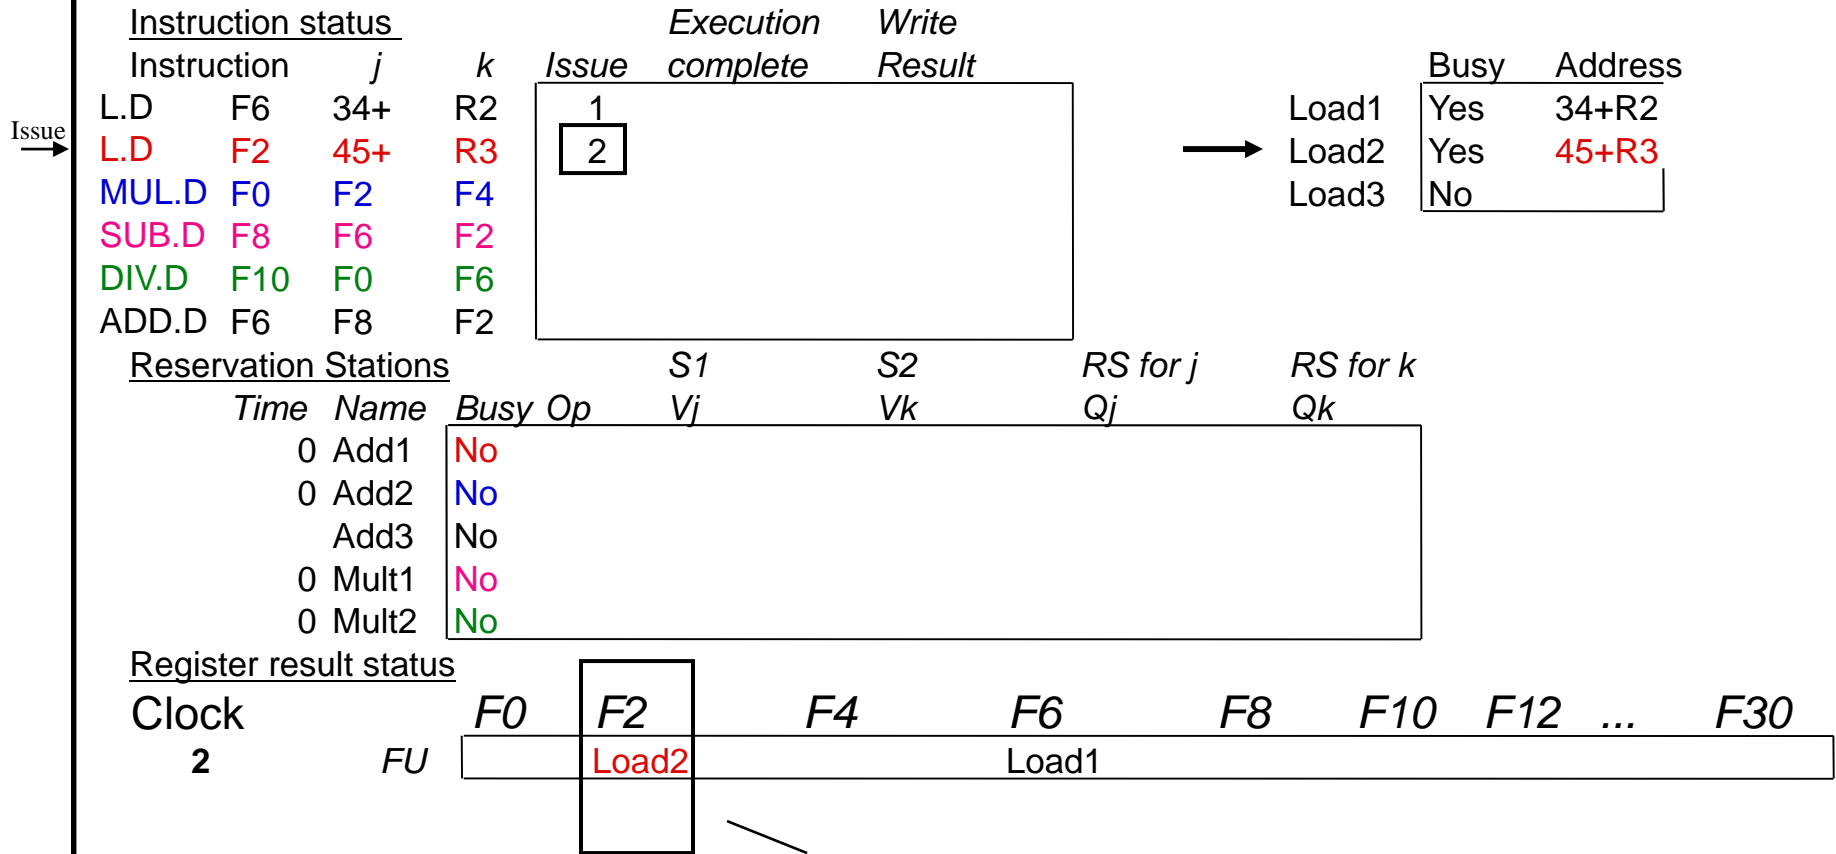 Instruction status Execution Write
Instruction j k Issue complete Result Busy Address
L.D F6 34+ R2 1 Load1 Yes 34+R2
Issue L.D F2 45+ R3 2 Load2 Yes 45+R3
MUL.D F0 F2 F4 Load3 No
SUB.D F8 F6 F2
DIV.D F10 F0 F6
ADD.D F6 F8 F2
Reservation Stations S1 S2 RS for j RS for k
Time Name Busy Op Vj Vk Qj Qk
0 Add1 No
0 Add2 No
Add3 No
0 Mult1 No
0 Mult2 No
Register result status
Clock F0 F2 F4 F6 F8 F10 F12 ... F30
2 FU Load2 Load1